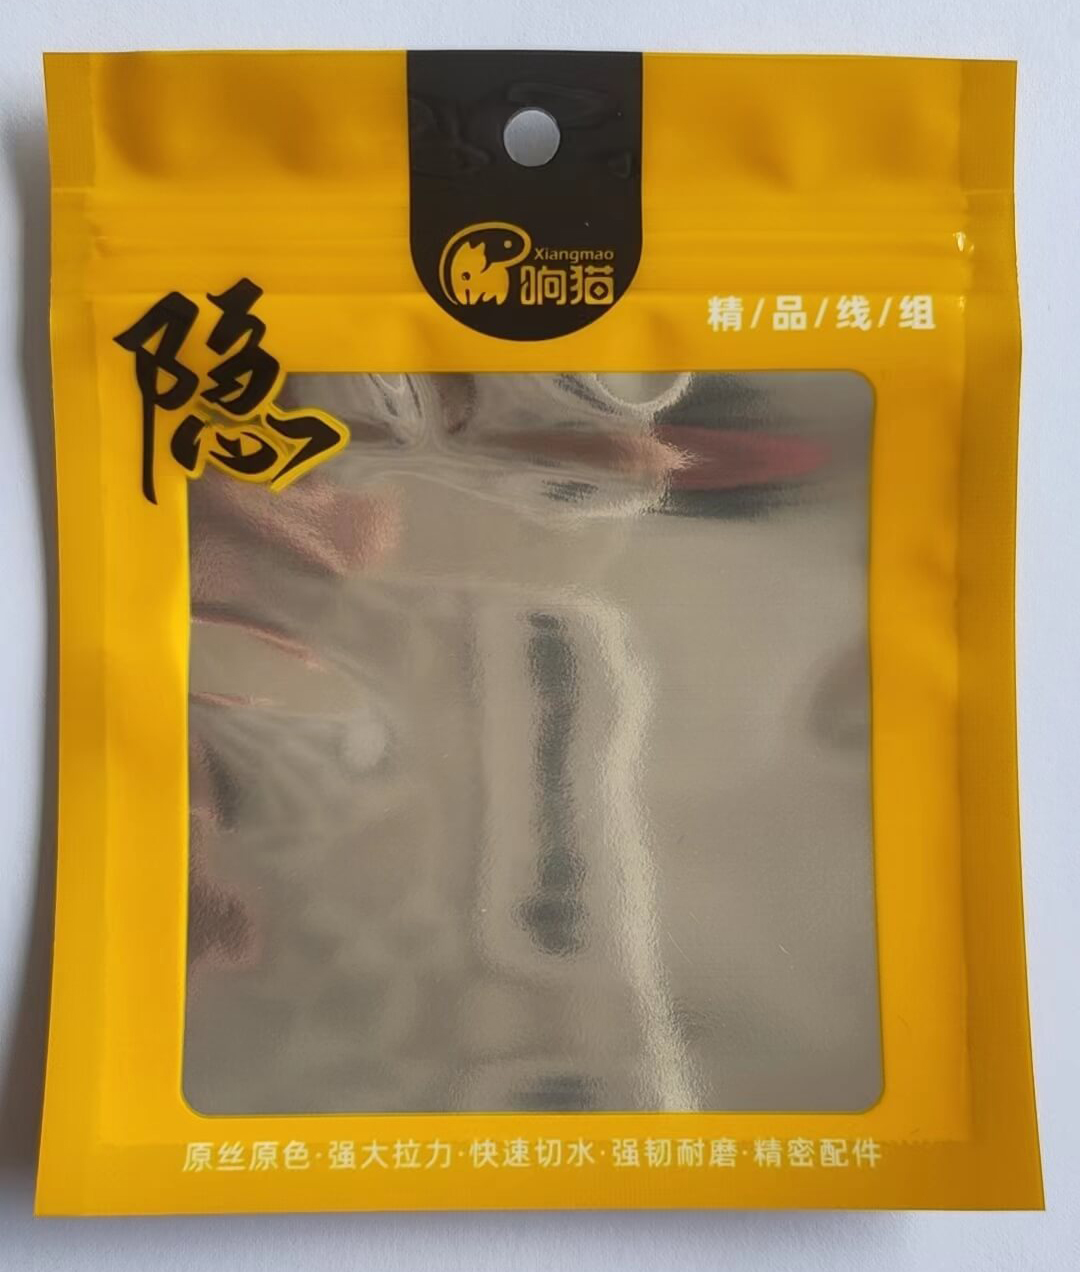 Xiangmao
响猫
精/品/线/组
隐
原丝原色·强大拉力·快速切水·强韧耐磨·精密配件